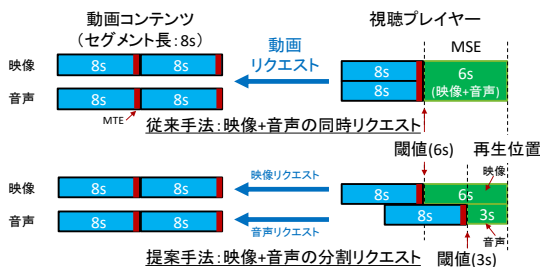 動画コンテンツ
(セグメント長：8s)
動画
リクエスト
視聴プレイヤー
MSE
映像
8s 8s
8s
6s
(映像+音声)
音声
8s 8s
8s
MTE
従来手法：映像+音声の同時リクエスト
閾値(6s) 再生位置
映像
映像
8s 8s
映像リクエスト
8s
6s
音声
8s 8s
音声リクエスト
8s
3s
音声
提案手法：映像+音声の分割リクエスト
閾値(3s)